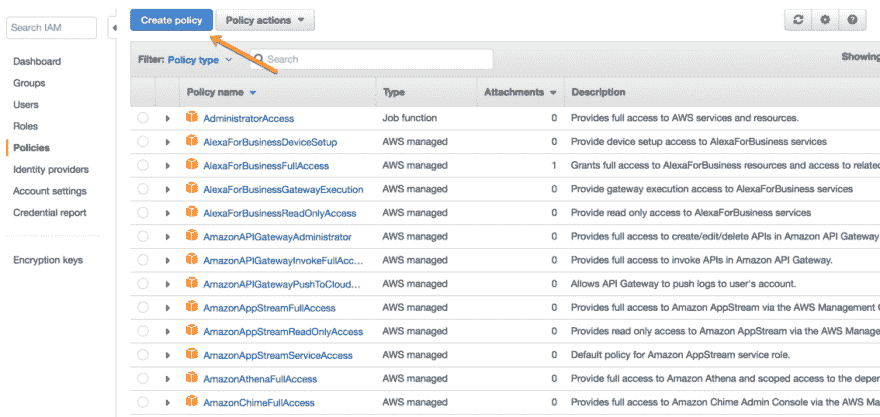 Search IAM
Dashboard
Groups
Users
Roles
Policies
Identity providers
Account settings
Credential report
Encryption keys
Create policy Policy actions
Filter: Policy type Search Showing
Policy name Type Attachments Description
AdministratorAccess Job function 0 Provides full access to AWS services and resources.
AlexaForBusinessDeviceSetup AWS managed 0 Provide device setup access to AlexaForBusiness services
AlexaForBusinessFullAccess AWS managed 1 Grants full access to AlexaForBusiness resources and access to related
AlexaForBusinessGatewayExecution AWS managed 0 Provide gateway execution access to AlexaForBusiness services
AlexaForBusinessReadOnlyAccess AWS managed 0 Provide read only access to AlexaForBusiness services
AmazonAPIGatewayAdministrator AWS managed 0 Provides full access to create/edit/delete APIs in Amazon API Gateway
AmazonAPIGatewayInvokeFullAcc... AWS managed 0 Provides full access to invoke APIs in Amazon API Gateway.
AmazonAPIGatewayPushToCloud... AWS managed 0 Allows API Gateway to push logs to user's account.
AmazonAppStreamFullAccess AWS managed 0 Provides full access to Amazon AppStream via the AWS Management C
AmazonAppStreamReadOnlyAccess AWS managed 0 Provides read only access to Amazon AppStream via the AWS Manage
AmazonAppStreamServiceAccess AWS managed 0 Default policy for Amazon AppStream service role.
AmazonAthenaFullAccess AWS managed 0 Provide full access to Amazon Athena and scoped access to the depen
AmazonChimeFullAccess AWS managed 0 Provides full access to Amazon Chime Admin Console via the AWS Ma